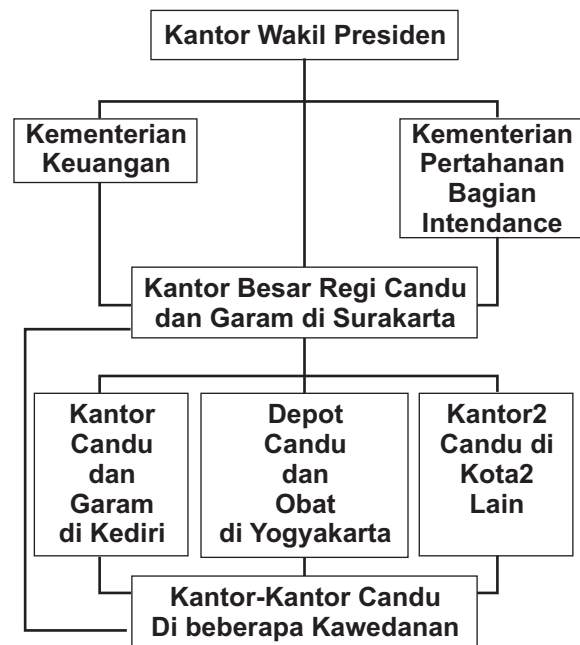 Kantor Wakil Presiden
Kementerian
Keuangan
Kementerian
Pertahanan
Bagian
Intendance
Kantor Besar Regi Candu
dan Garam di Surakarta
Kantor
Candu
dan
Garam
di Kediri
Depot
Candu
dan
Obat
di Yogyakarta
Kantor2
Candu di
Kota2
Lain
Kantor-Kantor Candu
Di beberapa Kawedanan